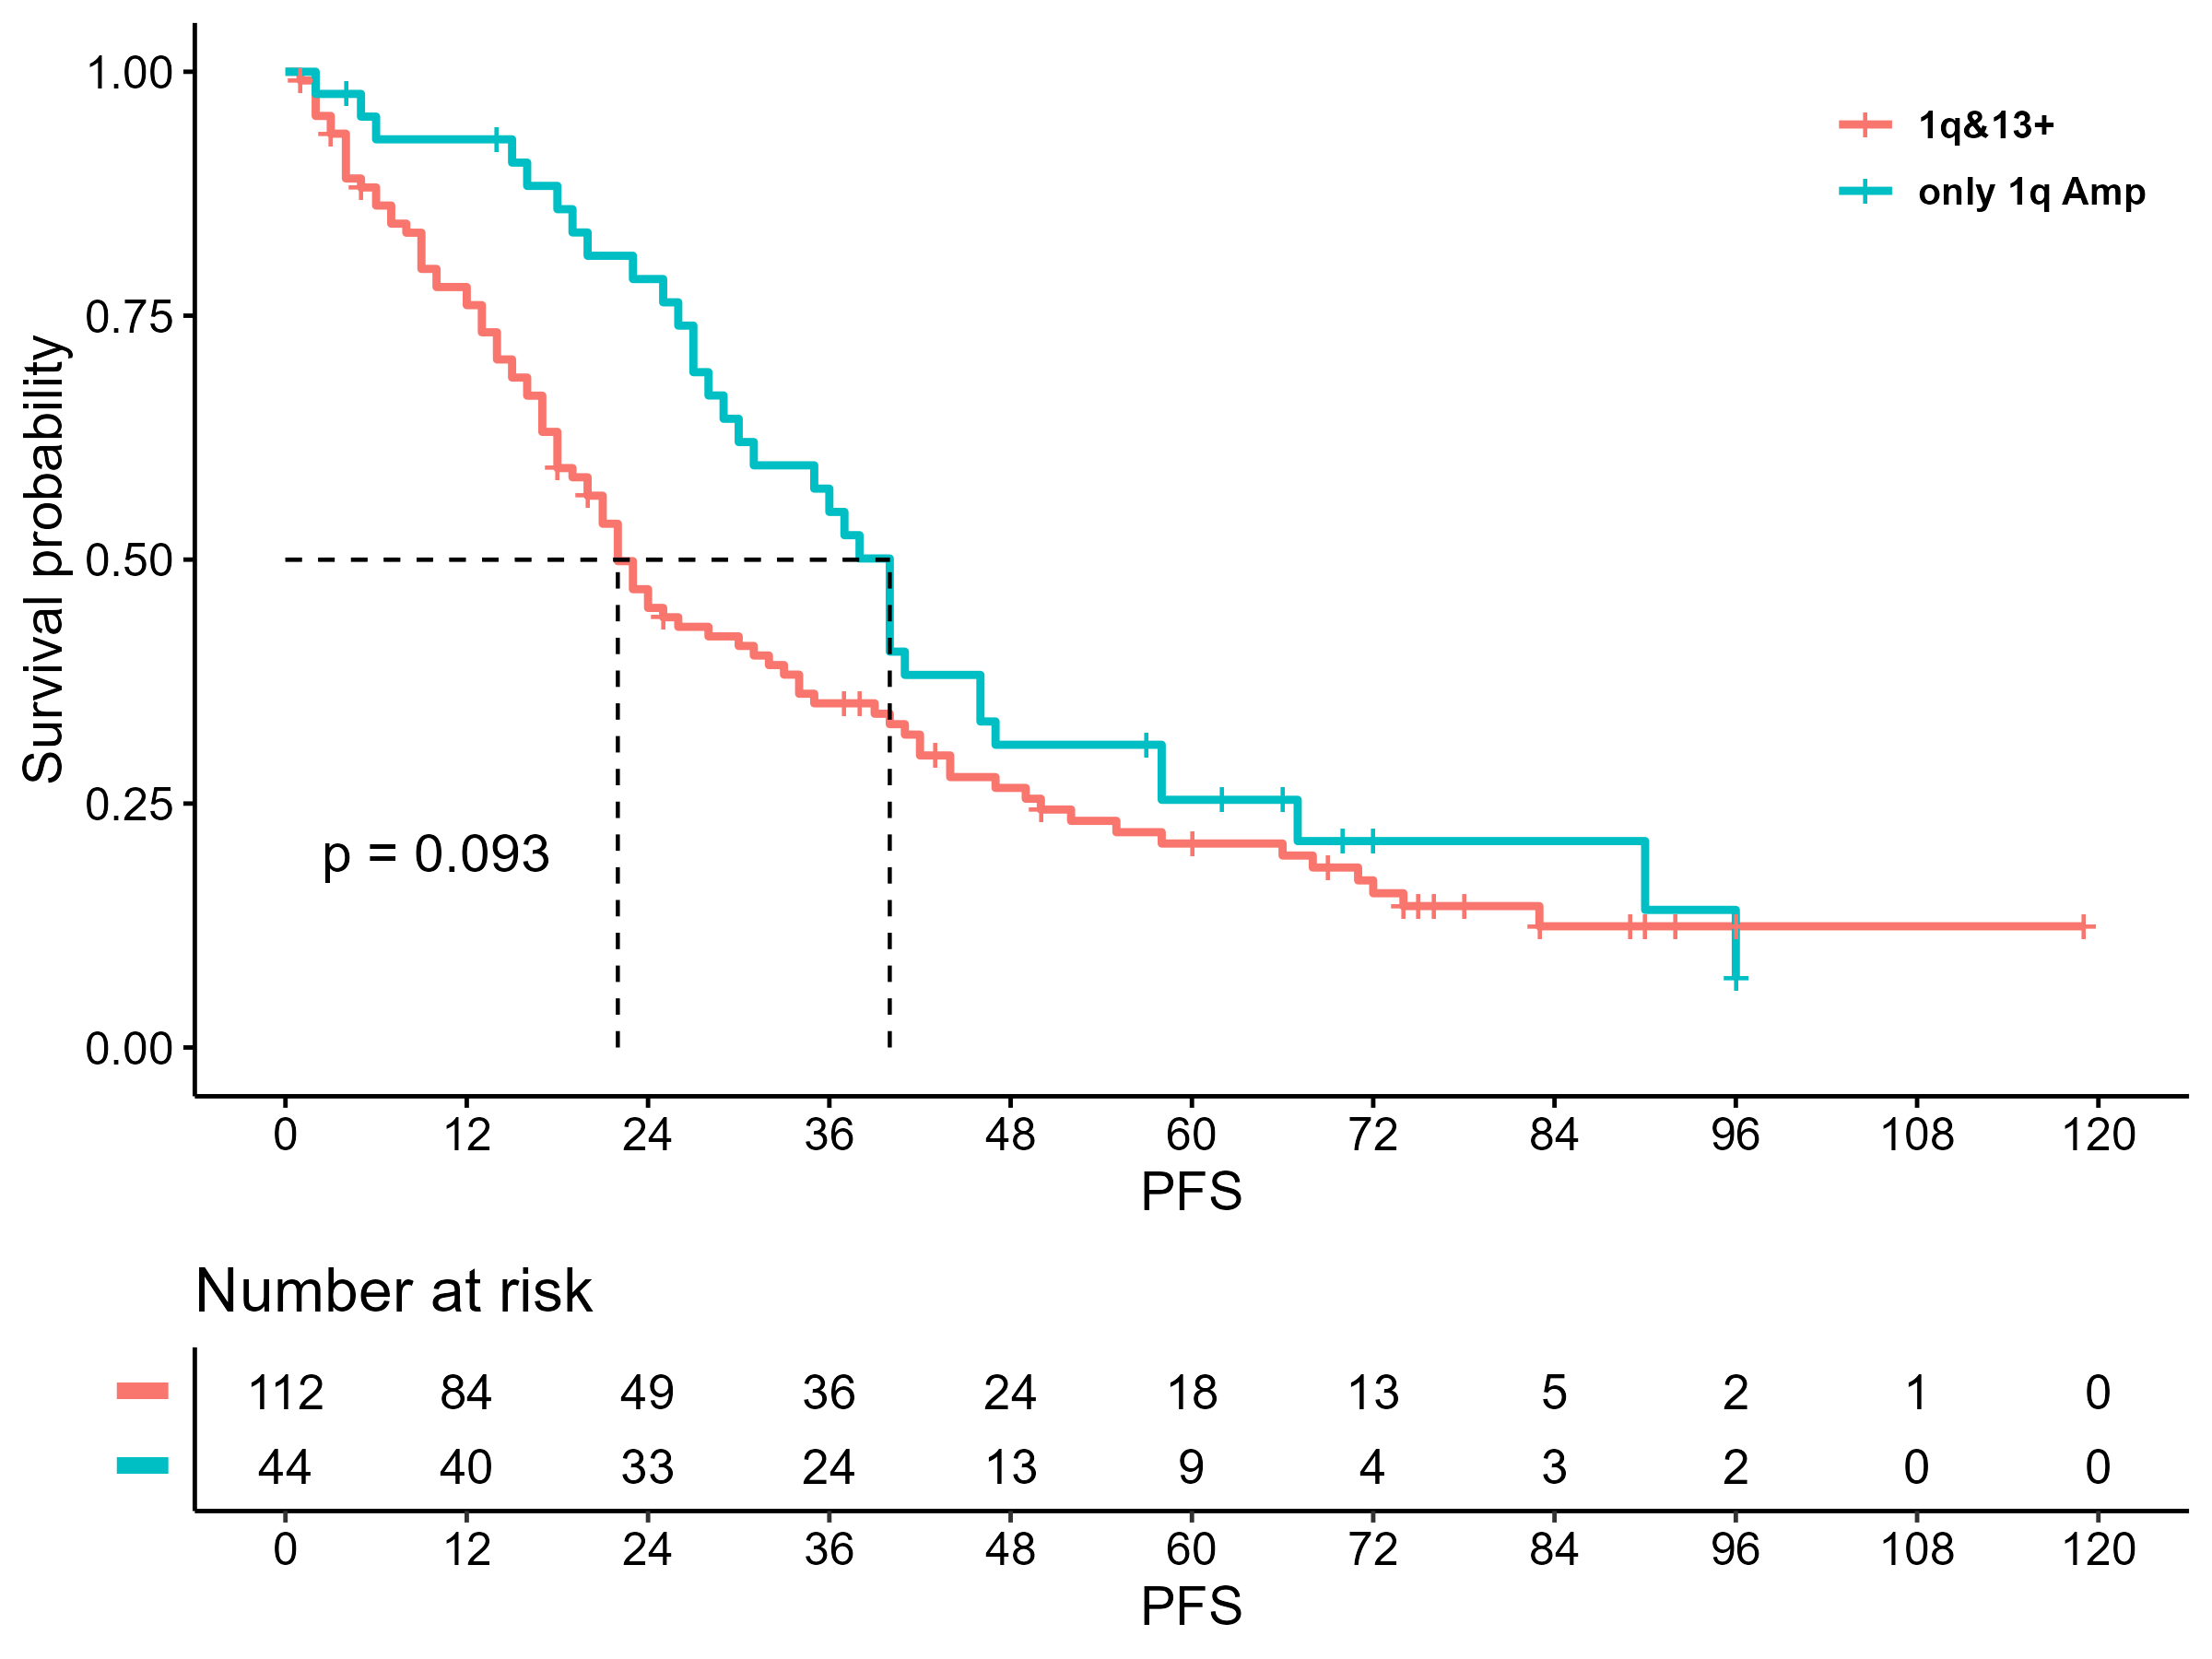 1.00
0.75
0.50
0.25
0.00
Survival probability
1q&13+
only 1q Amp
p = 0.093
0 12 24 36 48 60 72 84 96 108 120
PFS
Number at risk
112 84 49 36 24 18 13 5 2 1 0
44 40 33 24 13 9 4 3 2 0 0
0 12 24 36 48 60 72 84 96 108 120
PFS